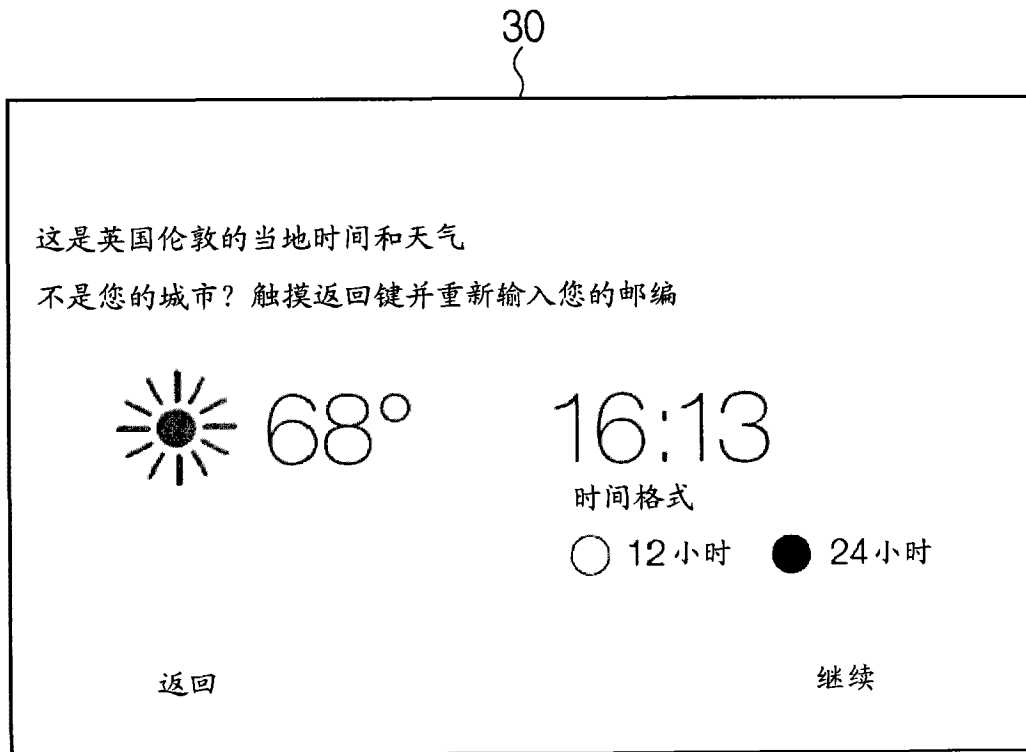 30
这是英国伦敦的当地时间和天气
不是您的城市？触摸返回键并重新输入您的邮编
68° 16:13
时间格式
12小时 24小时
返回 继续